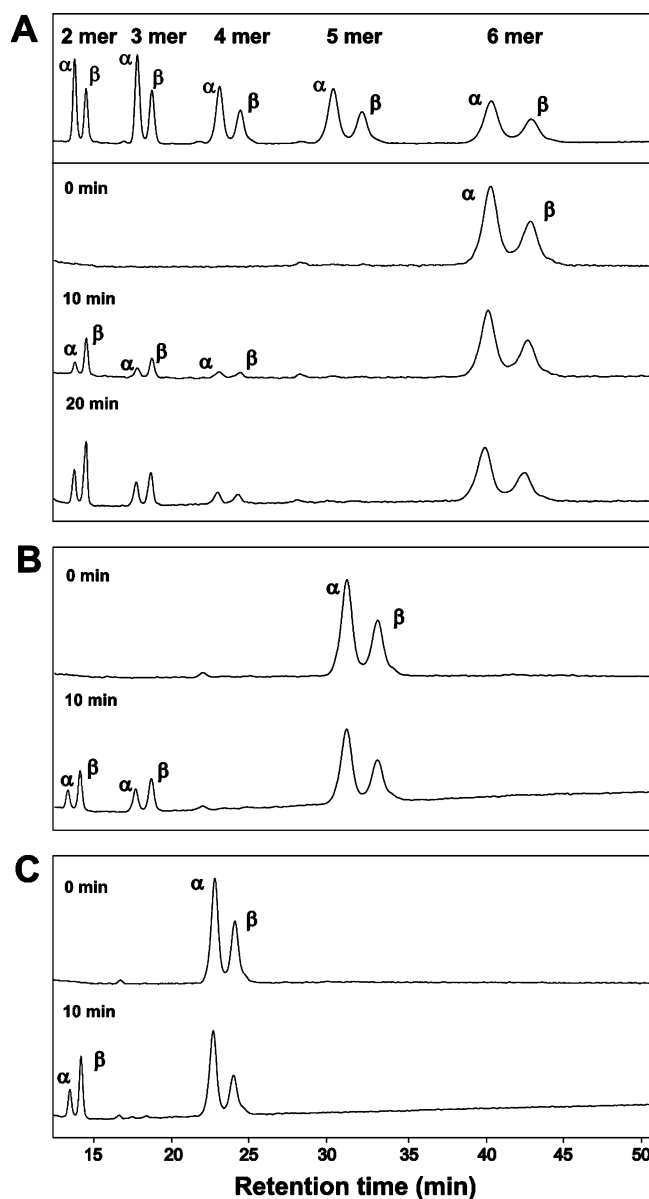 A
2 mer 3 mer 4 mer 5 mer 6 mer
α β α β α β α β α β
0 min
α β
10 min
α β α β α β
20 min
B
0 min
α β
10 min
α β α β
C
0 min
α β
10 min
α β
15 20 25 30 35 40 45 50
Retention time (min)